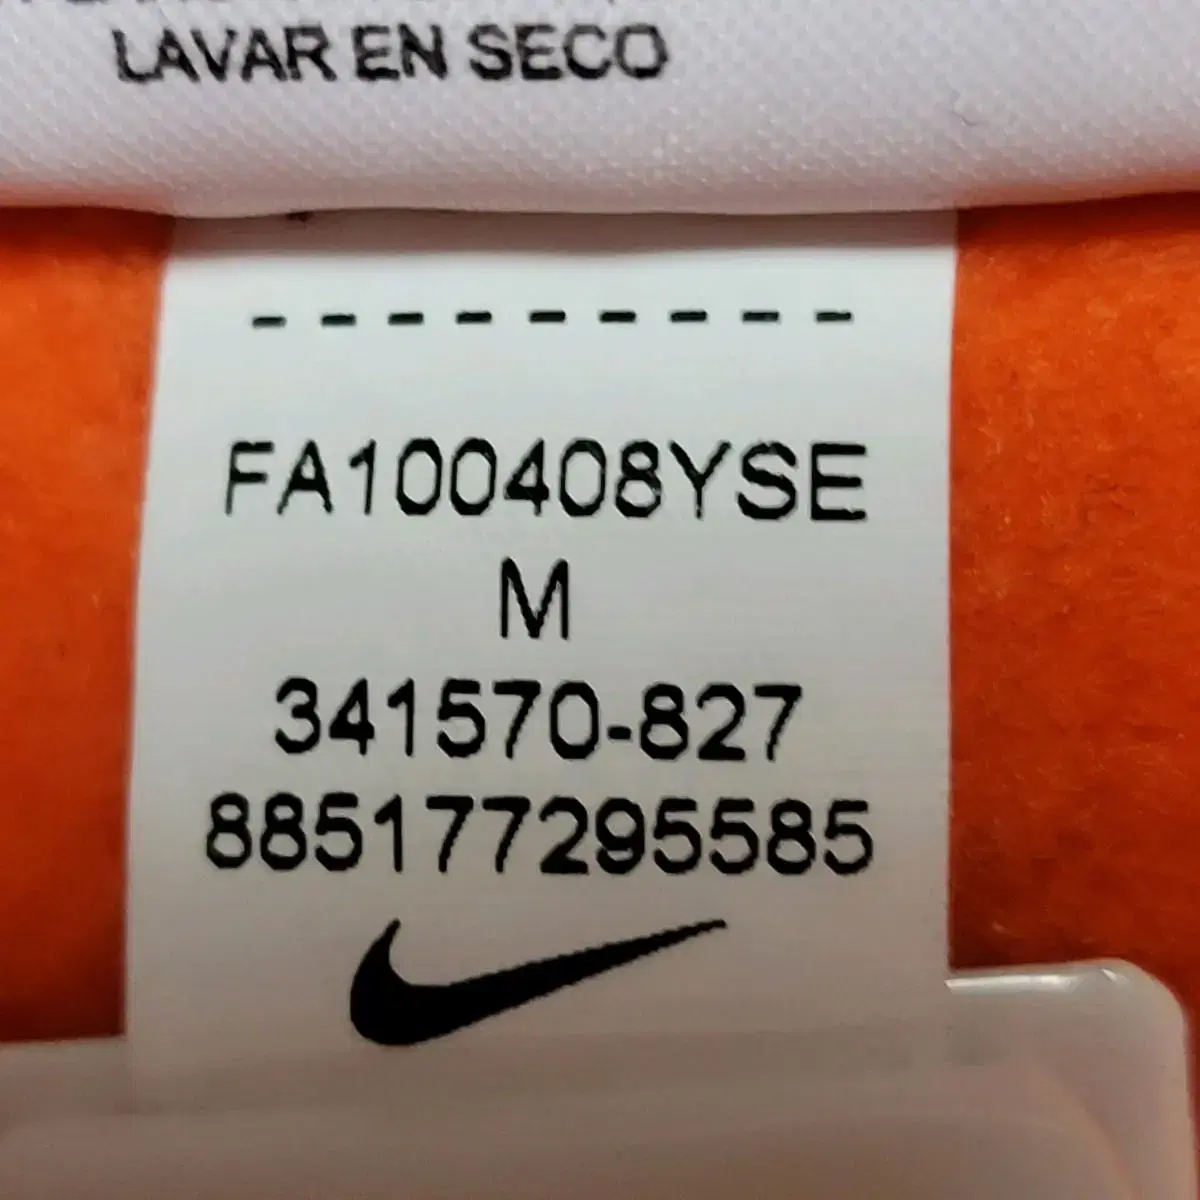 LAVAR EN SECO
- - - - - - - - -
FA100408YSE
M
341570-827
885177295585